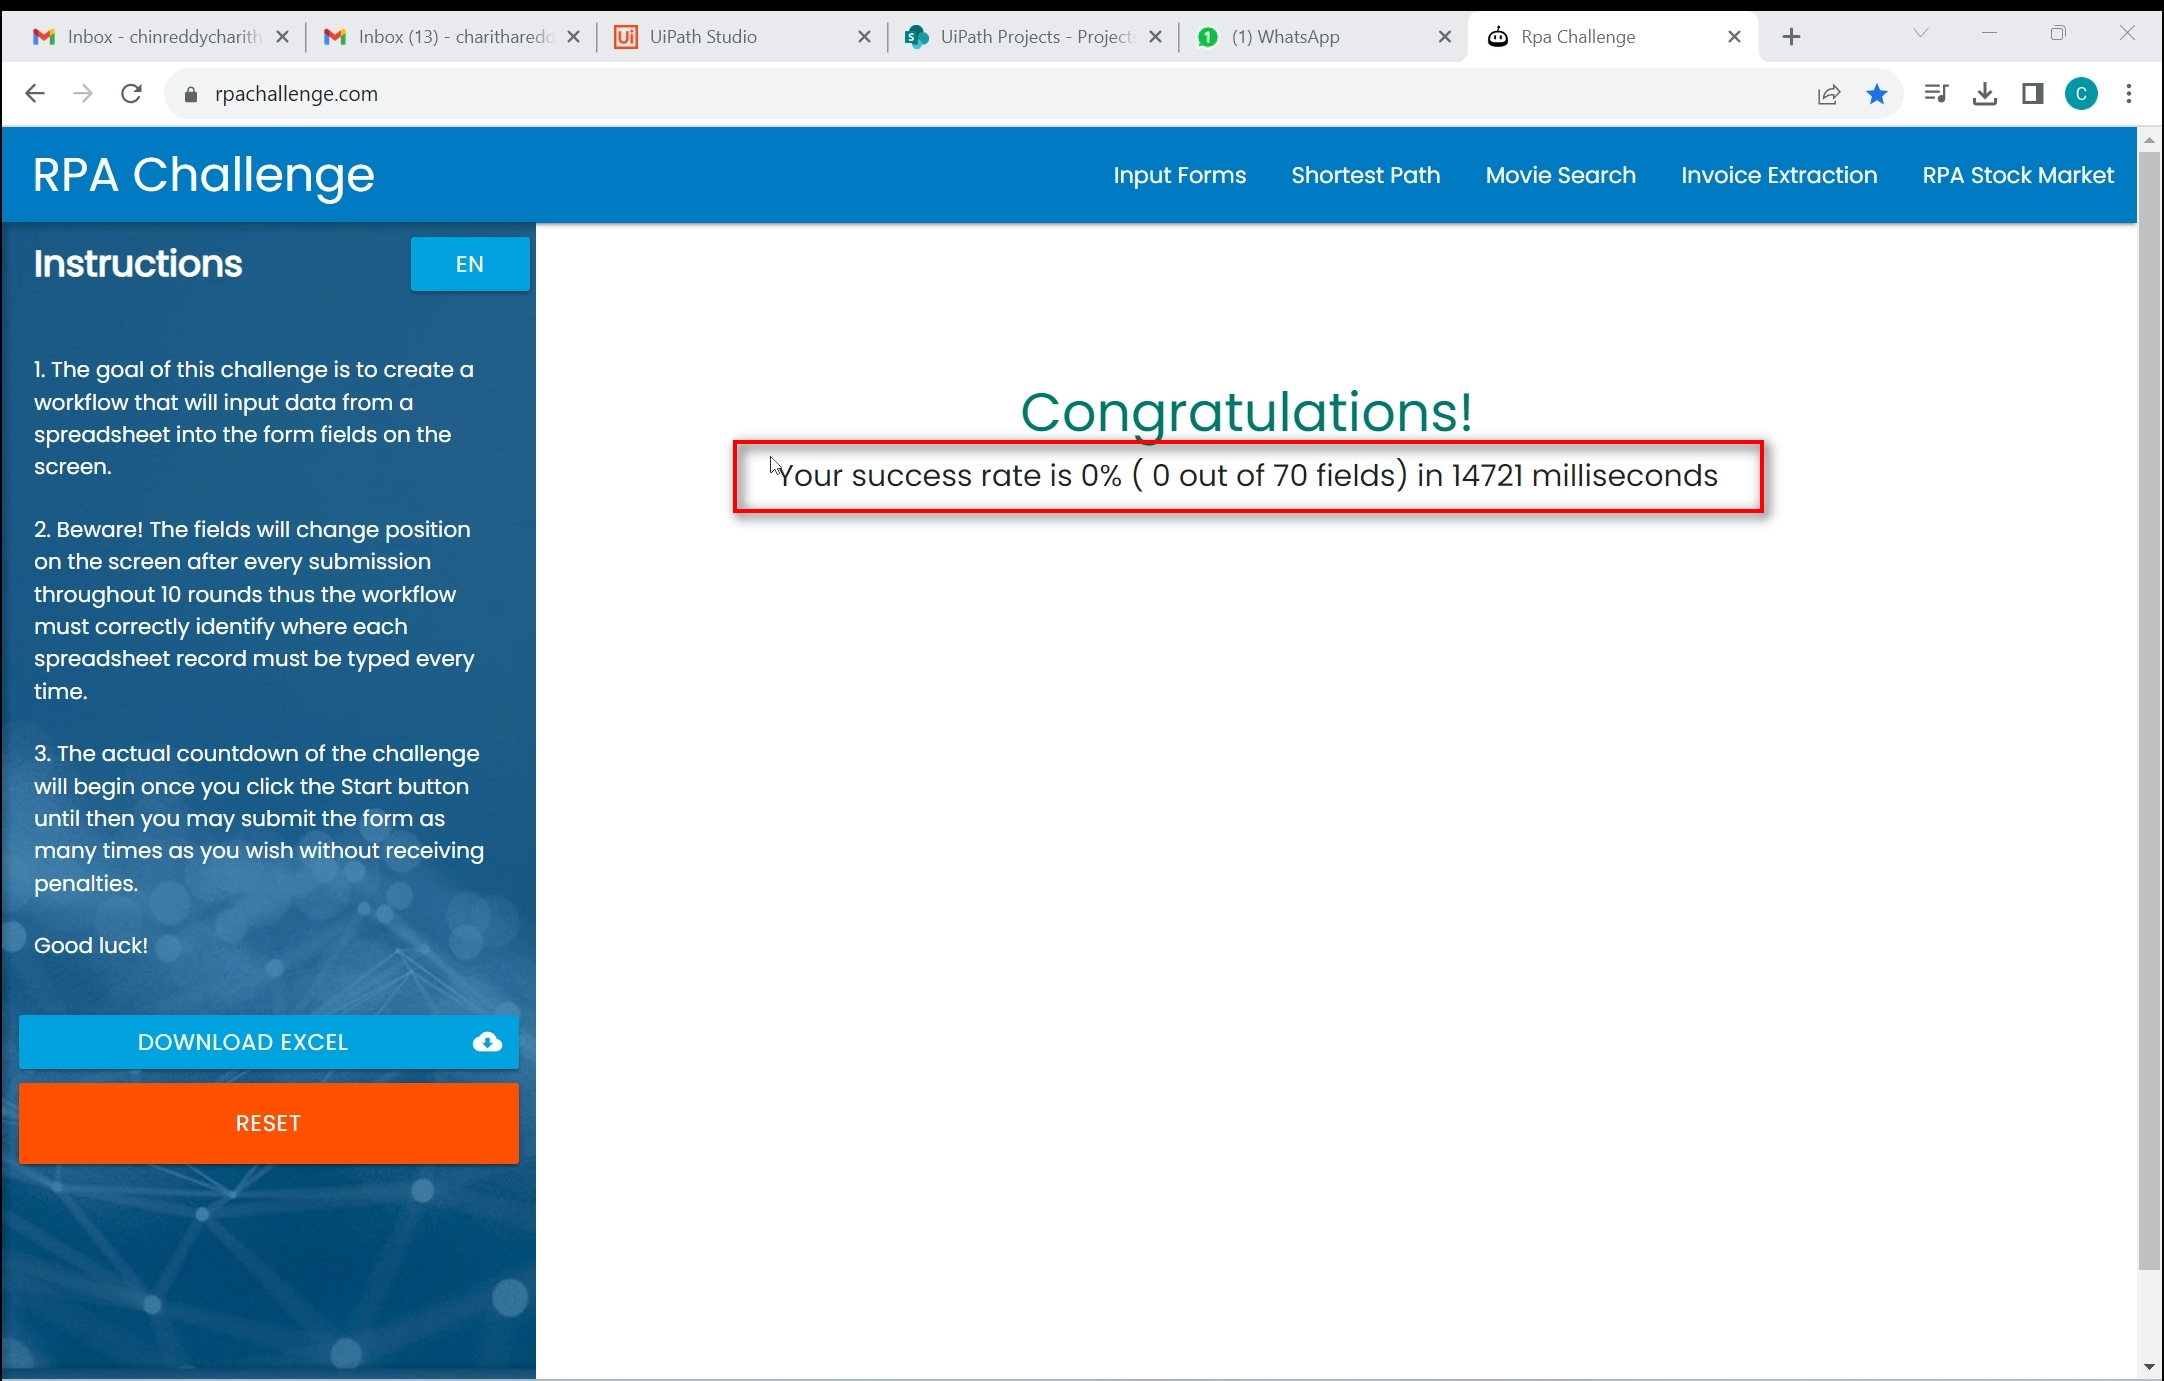 Inbox - chinreddycharith
Inbox (13) - charitharedd
UiPath Studio
UiPath Projects - Projects
(1) WhatsApp
Rpa Challenge
rpachallenge.com
C
RPA Challenge
Input Forms
Shortest Path
Movie Search
Invoice Extraction
RPA Stock Market
Instructions
EN
1. The goal of this challenge is to create a
workflow that will input data from a
spreadsheet into the form fields on the
screen.
2. Beware! The fields will change position
on the screen after every submission
throughout 10 rounds thus the workflow
must correctly identify where each
spreadsheet record must be typed every
time.
3. The actual countdown of the challenge
will begin once you click the Start button
until then you may submit the form as
many times as you wish without receiving
penalties.
Good luck!
DOWNLOAD EXCEL
RESET
Congratulations!
Your success rate is 0% ( 0 out of 70 fields) in 14721 milliseconds